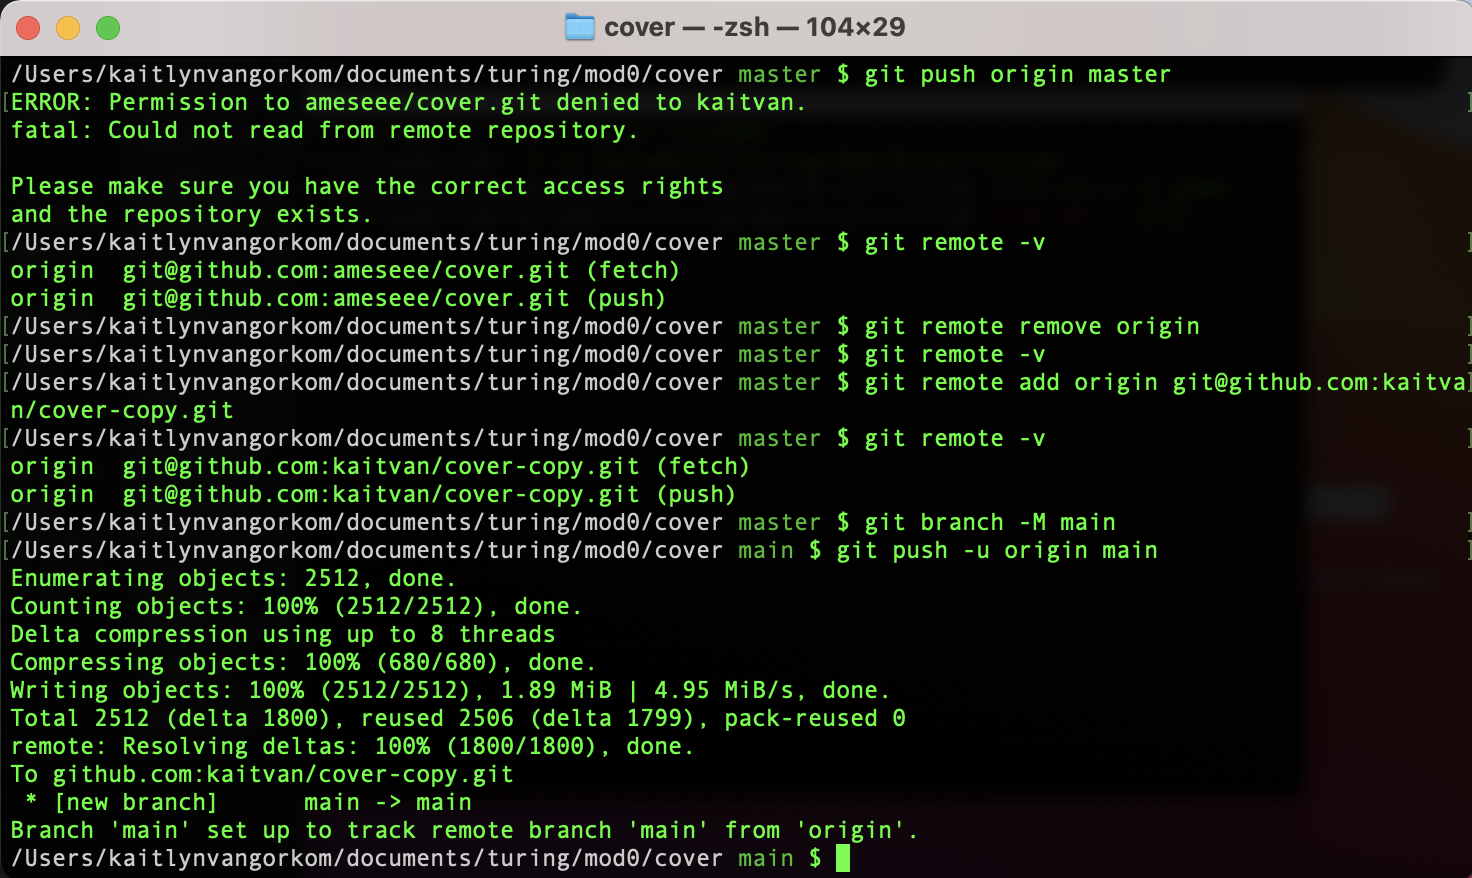 cover — -zsh — 104×29
/Users/kaitlynvangorkom/documents/turing/mod0/cover master $ git push origin master
[ERROR: Permission to ameseee/cover.git denied to kaitvan. ]
fatal: Could not read from remote repository.
Please make sure you have the correct access rights
and the repository exists.
[/Users/kaitlynvangorkom/documents/turing/mod0/cover master $ git remote -v ]
origin  git@github.com:ameseee/cover.git (fetch)
origin  git@github.com:ameseee/cover.git (push)
[/Users/kaitlynvangorkom/documents/turing/mod0/cover master $ git remote remove origin ]
[/Users/kaitlynvangorkom/documents/turing/mod0/cover master $ git remote -v ]
[/Users/kaitlynvangorkom/documents/turing/mod0/cover master $ git remote add origin git@github.com:kaitva]
n/cover-copy.git
[/Users/kaitlynvangorkom/documents/turing/mod0/cover master $ git remote -v ]
origin  git@github.com:kaitvan/cover-copy.git (fetch)
origin  git@github.com:kaitvan/cover-copy.git (push)
[/Users/kaitlynvangorkom/documents/turing/mod0/cover master $ git branch -M main ]
[/Users/kaitlynvangorkom/documents/turing/mod0/cover main $ git push -u origin main ]
Enumerating objects: 2512, done.
Counting objects: 100% (2512/2512), done.
Delta compression using up to 8 threads
Compressing objects: 100% (680/680), done.
Writing objects: 100% (2512/2512), 1.89 MiB | 4.95 MiB/s, done.
Total 2512 (delta 1800), reused 2506 (delta 1799), pack-reused 0
remote: Resolving deltas: 100% (1800/1800), done.
To github.com:kaitvan/cover-copy.git
 * [new branch]      main -> main
Branch 'main' set up to track remote branch 'main' from 'origin'.
/Users/kaitlynvangorkom/documents/turing/mod0/cover main $